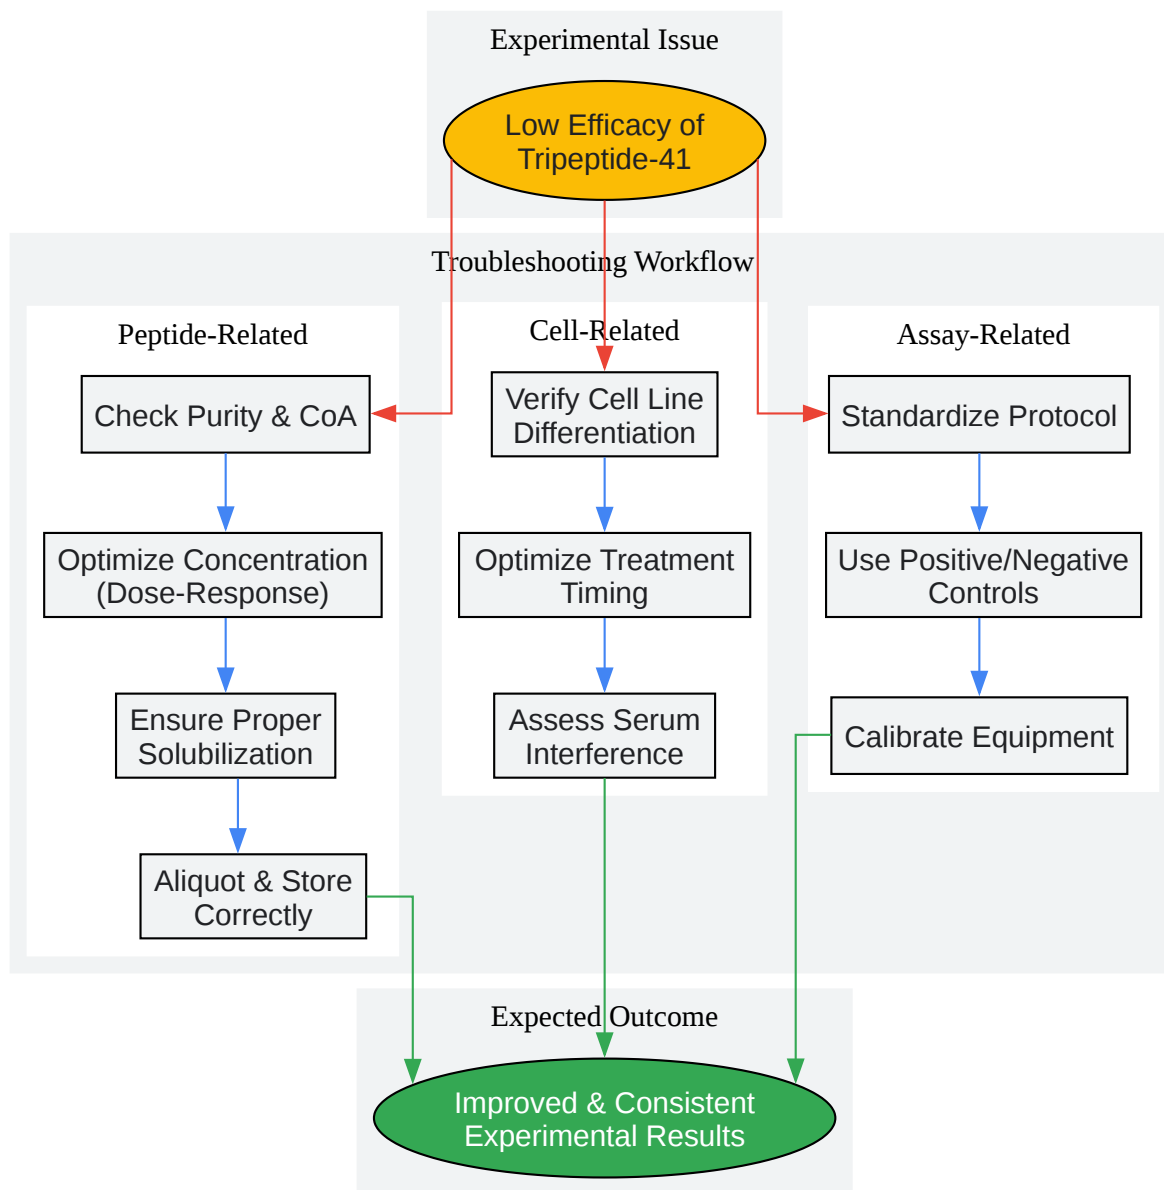 Experimental Issue
Low Efficacy of
Tripeptide-41
Troubleshooting Workflow
Peptide-Related
Check Purity & CoA
Optimize Concentration
(Dose-Response)
Ensure Proper
Solubilization
Aliquot & Store
Correctly
Cell-Related
Verify Cell Line
Differentiation
Optimize Treatment
Timing
Assess Serum
Interference
Assay-Related
Standardize Protocol
Use Positive/Negative
Controls
Calibrate Equipment
Expected Outcome
Improved & Consistent
Experimental Results